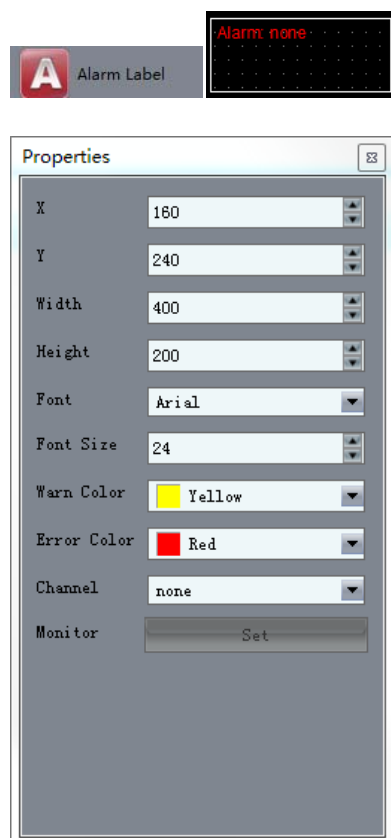 Alarm: none
A Alarm Label
Properties
X 160
Y 240
Width 400
Height 200
Font Arial
Font Size 24
Warn Color Yellow
Error Color Red
Channel none
Monitor Set